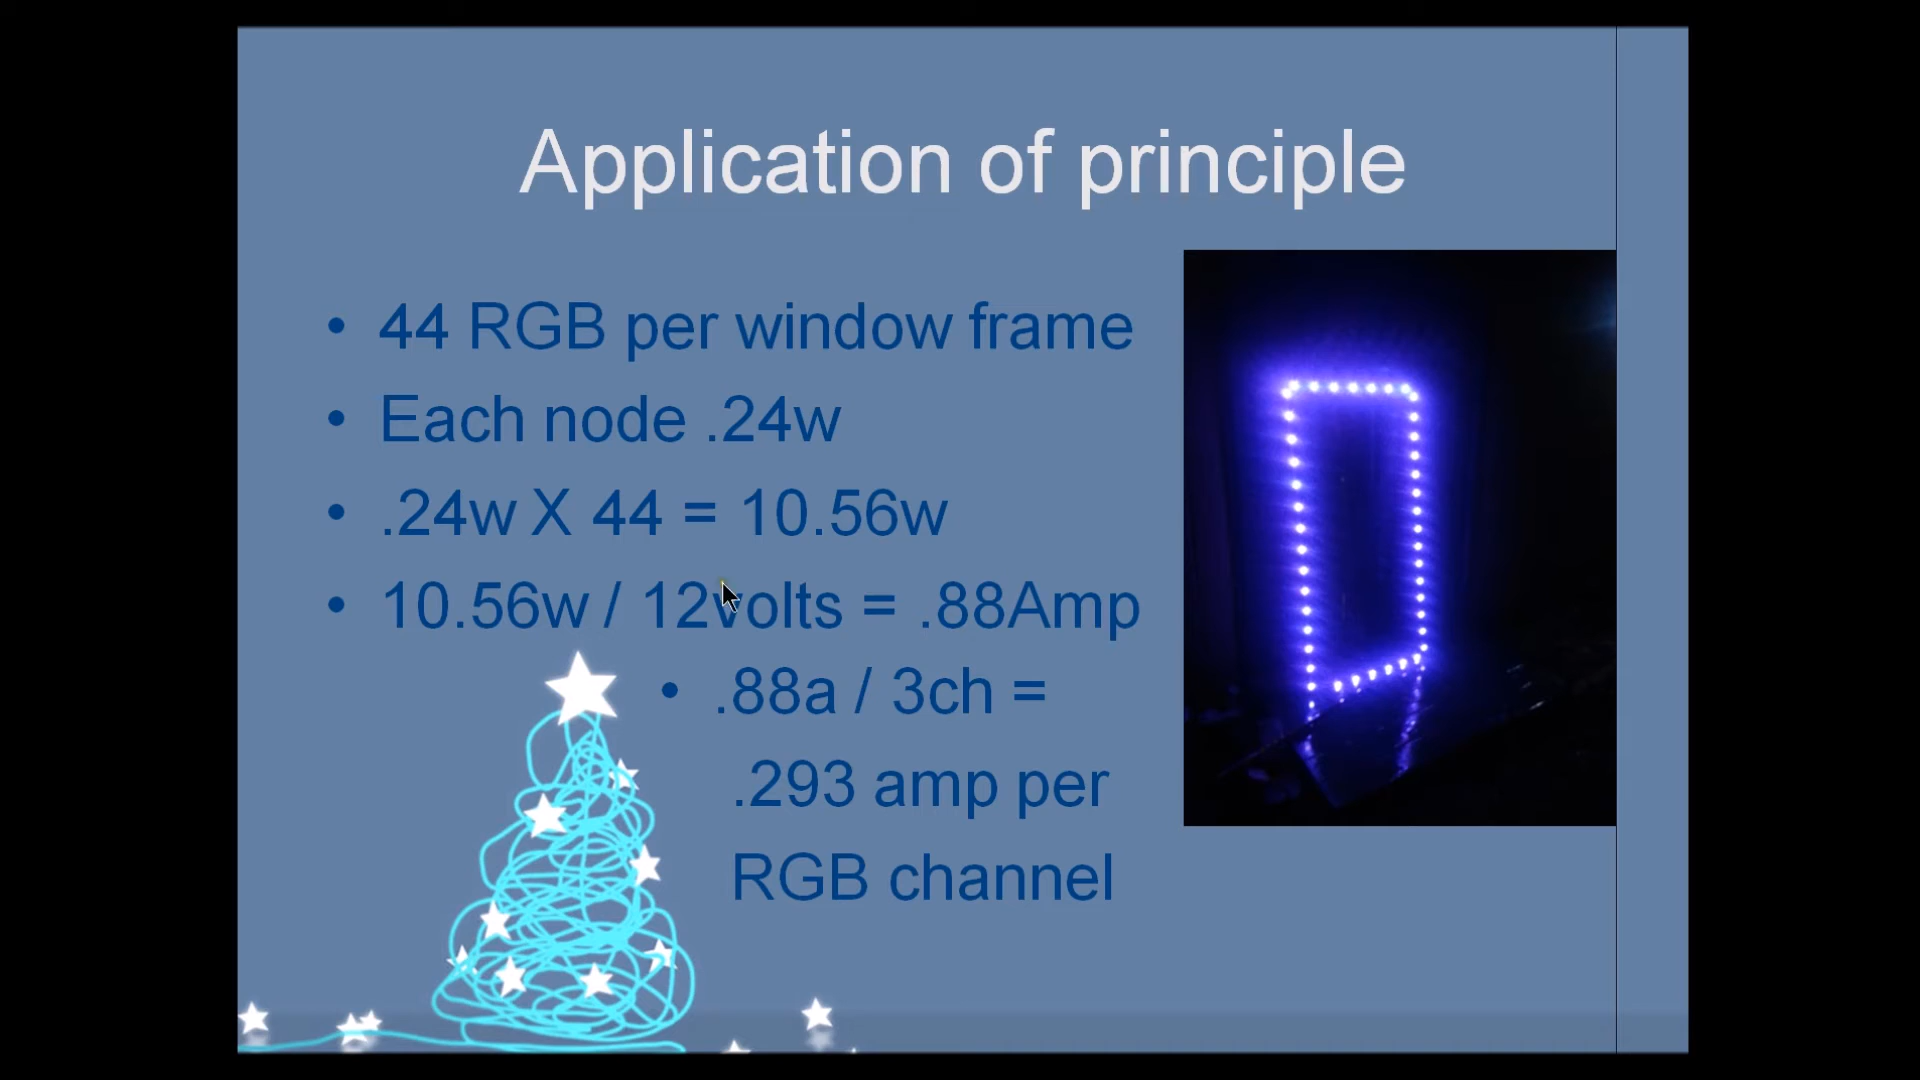 Application of principle
• 44 RGB per window frame
• Each node .24w
• .24w X 44 = 10.56w
• 10.56w / 12volts = .88Amp
• .88a / 3ch =
.293 amp per
RGB channel